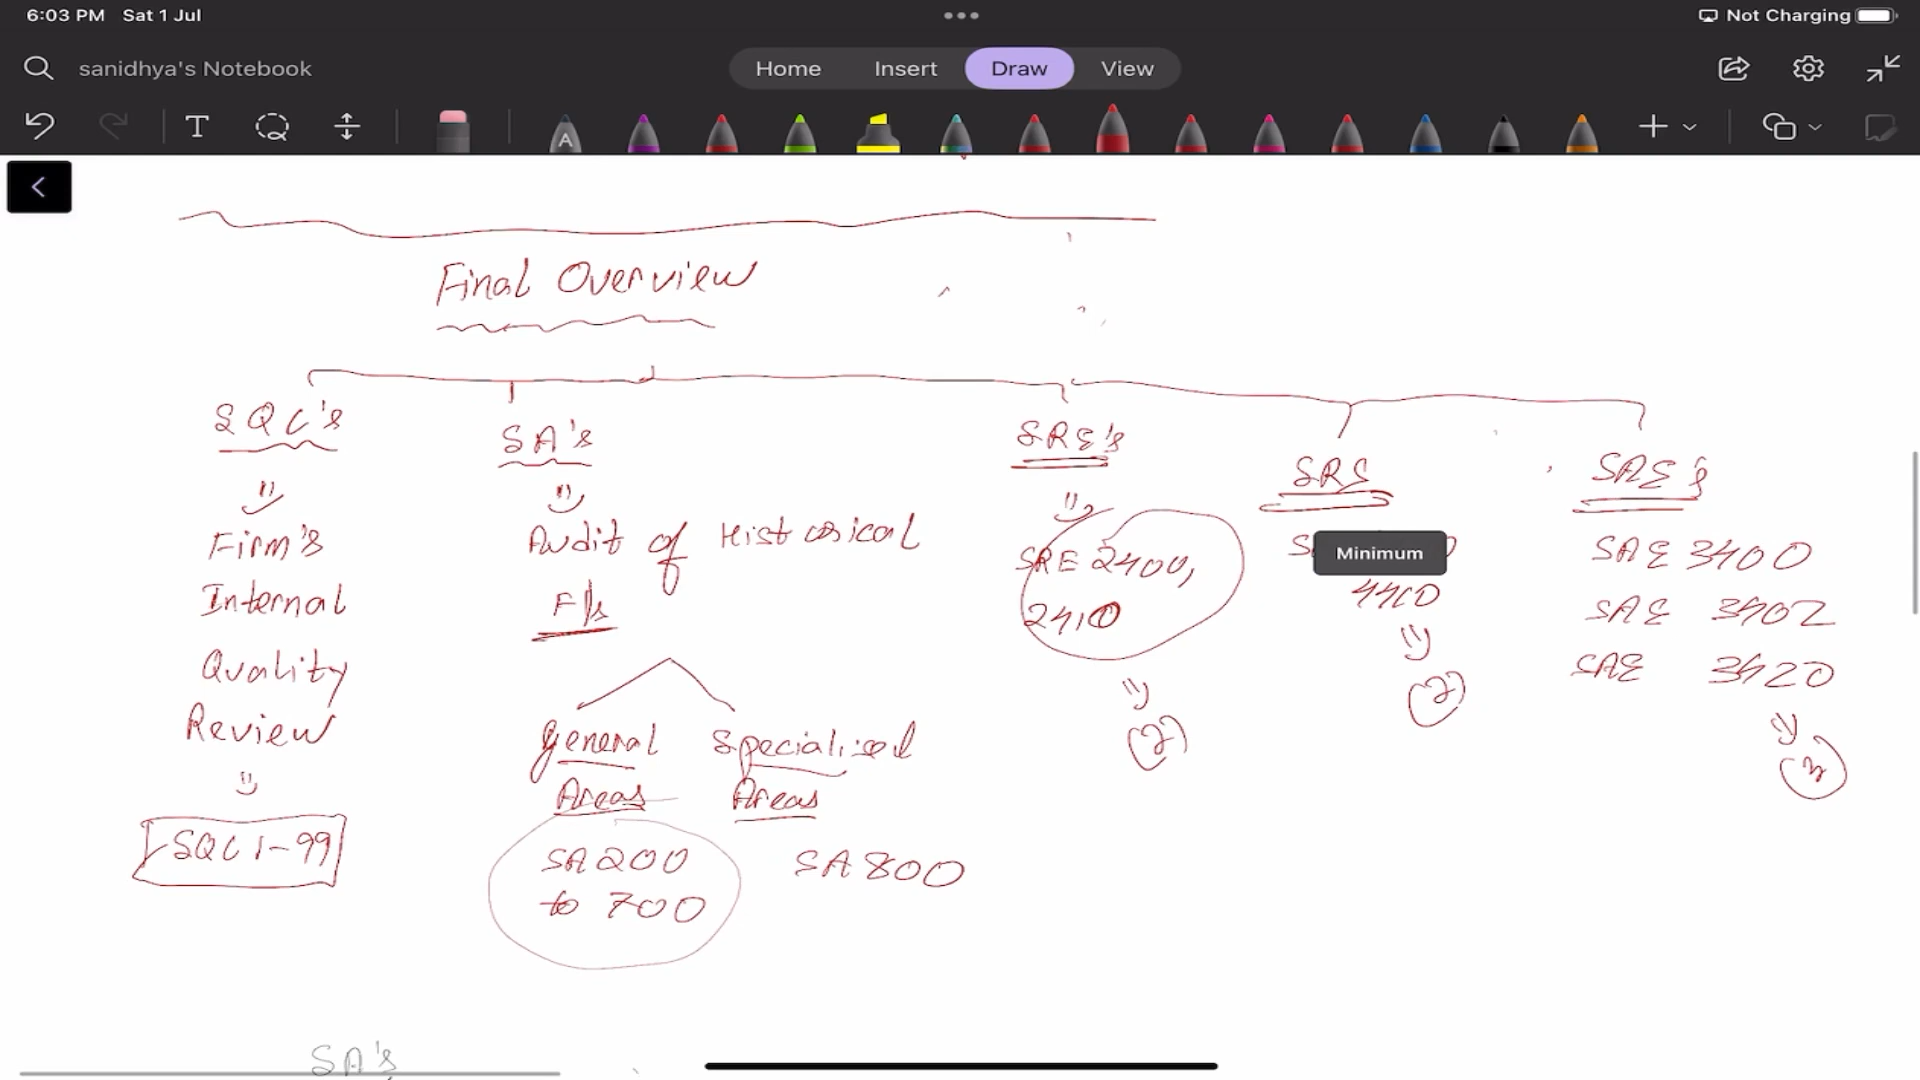 6:03 PM Sat 1 Jul
Not Charging
sanidhya's Notebook
Home Insert Draw View
T
A
Final Overview
SQC's
SA's
SRE's
SRS
SAE's
Firm's
Internal
Quality
Review
SQC 1-99
Audit of Historical
F/s
General
Areas
Specialised
Areas
SA 200
to 700
SA 800
SRE 2400,
2410
(2)
Minimum
4410
(2)
SAE 3400
SAE 3402
SAE 3420
(3)
SA's